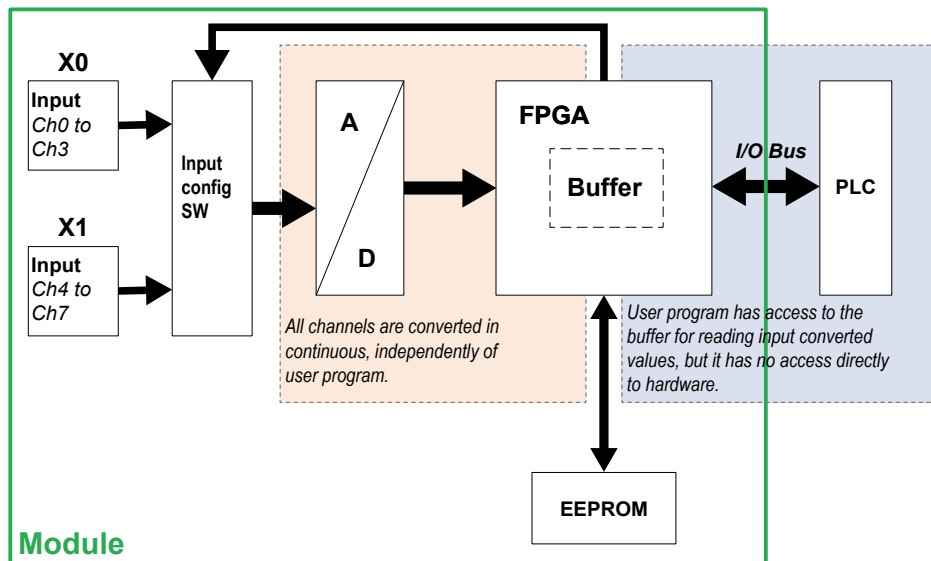 X0
Input
Ch0 to
Ch3
X1
Input
Ch4 to
Ch7
Input
config
SW
A
D
FPGA
Buffer
I/O Bus
PLC
All channels are converted in
continuous, independently of
user program.
User program has access to the
buffer for reading input converted
values, but it has no access directly
to hardware.
EEPROM
Module